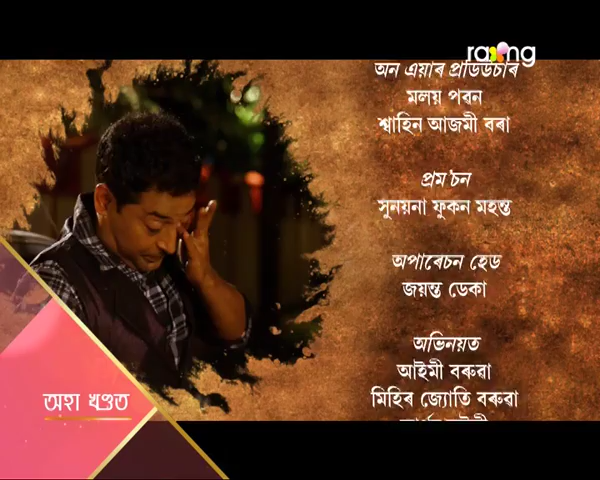 rang
অন এয়াৰ প্ৰডিউচাৰ
মলয় পৱন
শ্বাহিন আজমী বৰা
প্ৰম'চন
সুনয়না ফুকন মহন্ত
অপাৰেচন হেড
জয়ন্ত ডেকা
অভিনয়ত
আইমী বৰুৱা
মিহিৰ জ্যোতি বৰুৱা
অহা খণ্ডত